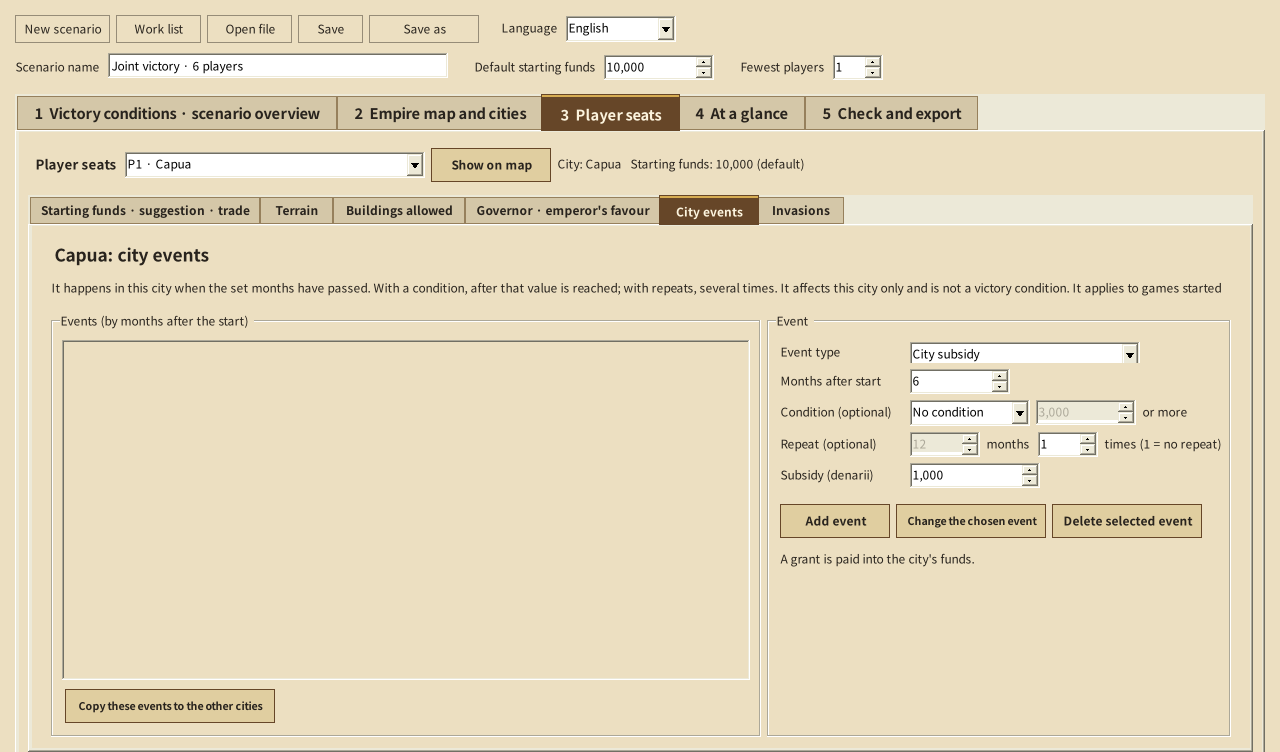 New scenario Work list Open file Save Save as Language English
Scenario name Joint victory · 6 players Default starting funds 10,000 Fewest players 1
1 Victory conditions · scenario overview 2 Empire map and cities 3 Player seats 4 At a glance 5 Check and export
Player seats P1 · Capua Show on map City: Capua Starting funds: 10,000 (default)
Starting funds · suggestion · trade Terrain Buildings allowed Governor · emperor's favour City events Invasions
Capua: city events
It happens in this city when the set months have passed. With a condition, after that value is reached; with repeats, several times. It affects this city only and is not a victory condition. It applies to games started
Events (by months after the start)
Copy these events to the other cities
Event
Event type City subsidy
Months after start 6
Condition (optional) No condition 3,000 or more
Repeat (optional) 12 months 1 times (1 = no repeat)
Subsidy (denarii) 1,000
Add event Change the chosen event Delete selected event
A grant is paid into the city's funds.